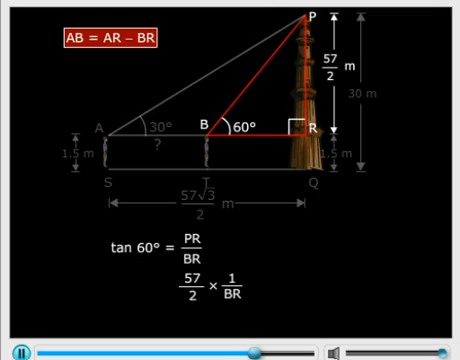 AB = AR – BR
P
57/2 m
30 m
A 30° B 60° R
?
1.5 m 1.5 m
S T Q
57√3/2 m
tan 60° = PR/BR
57/2 × 1/BR